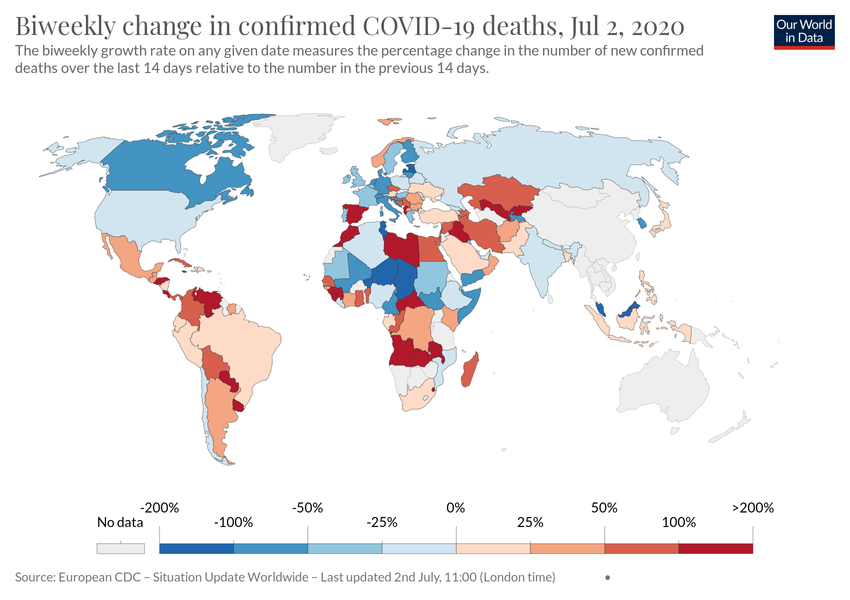 Biweekly change in confirmed COVID-19 deaths, Jul 2, 2020
Our World
in Data
The biweekly growth rate on any given date measures the percentage change in the number of new confirmed
deaths over the last 14 days relative to the number in the previous 14 days.
-200% -50% 0% 50% >200%
No data -100% -25% 25% 100%
Source: European CDC – Situation Update Worldwide – Last updated 2nd July, 11:00 (London time) •